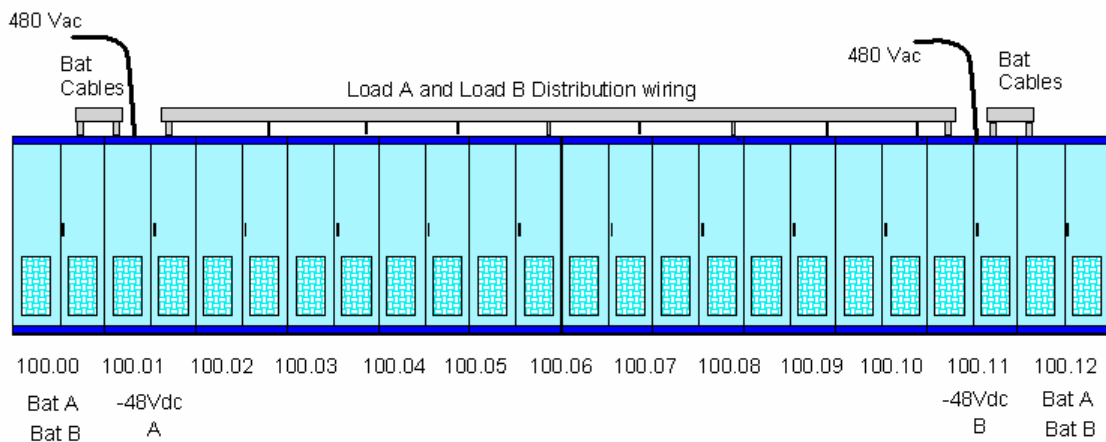 480 Vac
Bat
Cables
Load A and Load B Distribution wiring
480 Vac
Bat
Cables
100.00 100.01 100.02 100.03 100.04 100.05 100.06 100.07 100.08 100.09 100.10 100.11 100.12
Bat A -48Vdc -48Vdc Bat A
Bat B A B Bat B